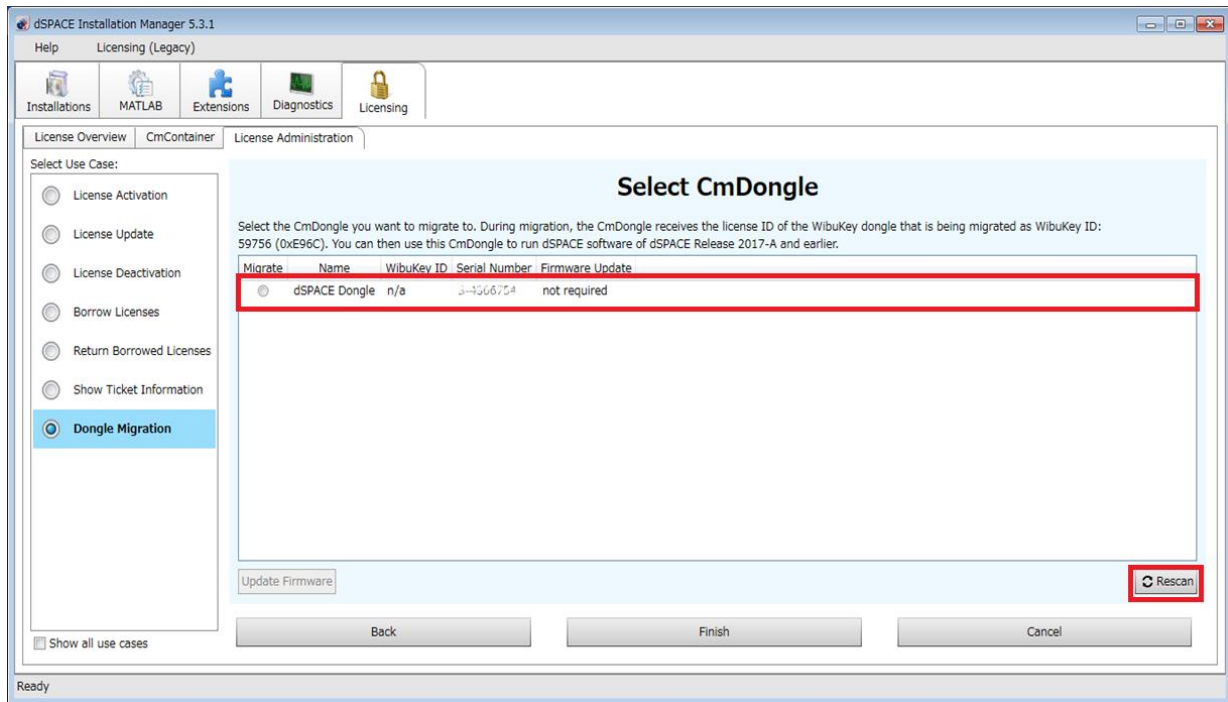 dSPACE Installation Manager 5.3.1
Help Licensing (Legacy)
Installations MATLAB Extensions Diagnostics Licensing
License Overview CmContainer License Administration
Select Use Case:
License Activation
License Update
License Deactivation
Borrow Licenses
Return Borrowed Licenses
Show Ticket Information
Dongle Migration
Show all use cases
Select CmDongle
Select the CmDongle you want to migrate to. During migration, the CmDongle receives the license ID of the WibuKey dongle that is being migrated as WibuKey ID:
59756 (0xE96C). You can then use this CmDongle to run dSPACE software of dSPACE Release 2017-A and earlier.
Migrate Name WibuKey ID Serial Number Firmware Update
dSPACE Dongle n/a not required
Update Firmware Rescan
Back Finish Cancel
Ready